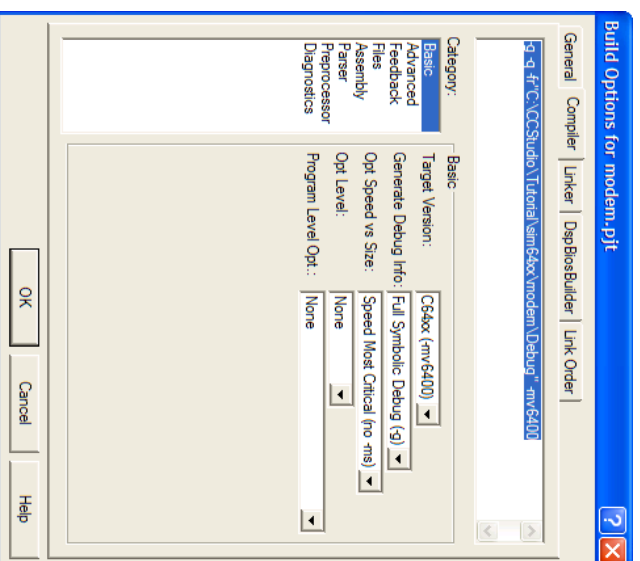 Build Options for modem.pjt
General Compiler Linker DspBiosBuilder Link Order
-g -q -fr"C:\CCStudio\Tutorial\sim64xx\modem\Debug" -mv6400
Category:
Basic
Advanced
Feedback
Files
Assembly
Parser
Preprocessor
Diagnostics
Basic
Target Version: C64xx (-mv6400)
Generate Debug Info: Full Symbolic Debug (-g)
Opt Speed vs Size: Speed Most Critical (no -ms)
Opt Level: None
Program Level Opt.: None
OK Cancel Help